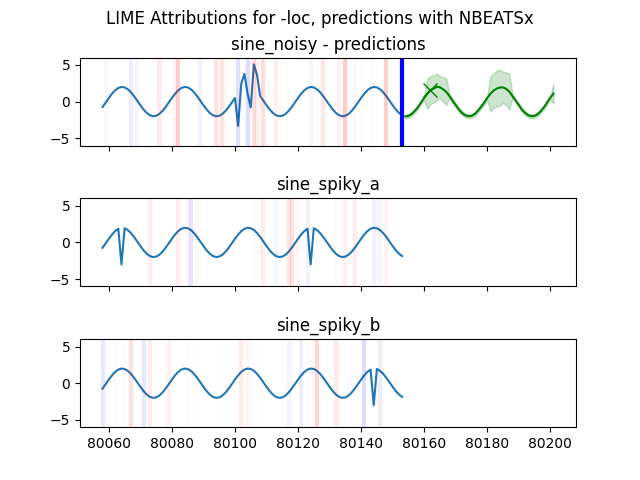 LIME Attributions for -loc, predictions with NBEATSx
sine_noisy - predictions
5
0
−5
sine_spiky_a
5
0
−5
sine_spiky_b
5
0
−5
80060 80080 80100 80120 80140 80160 80180 80200